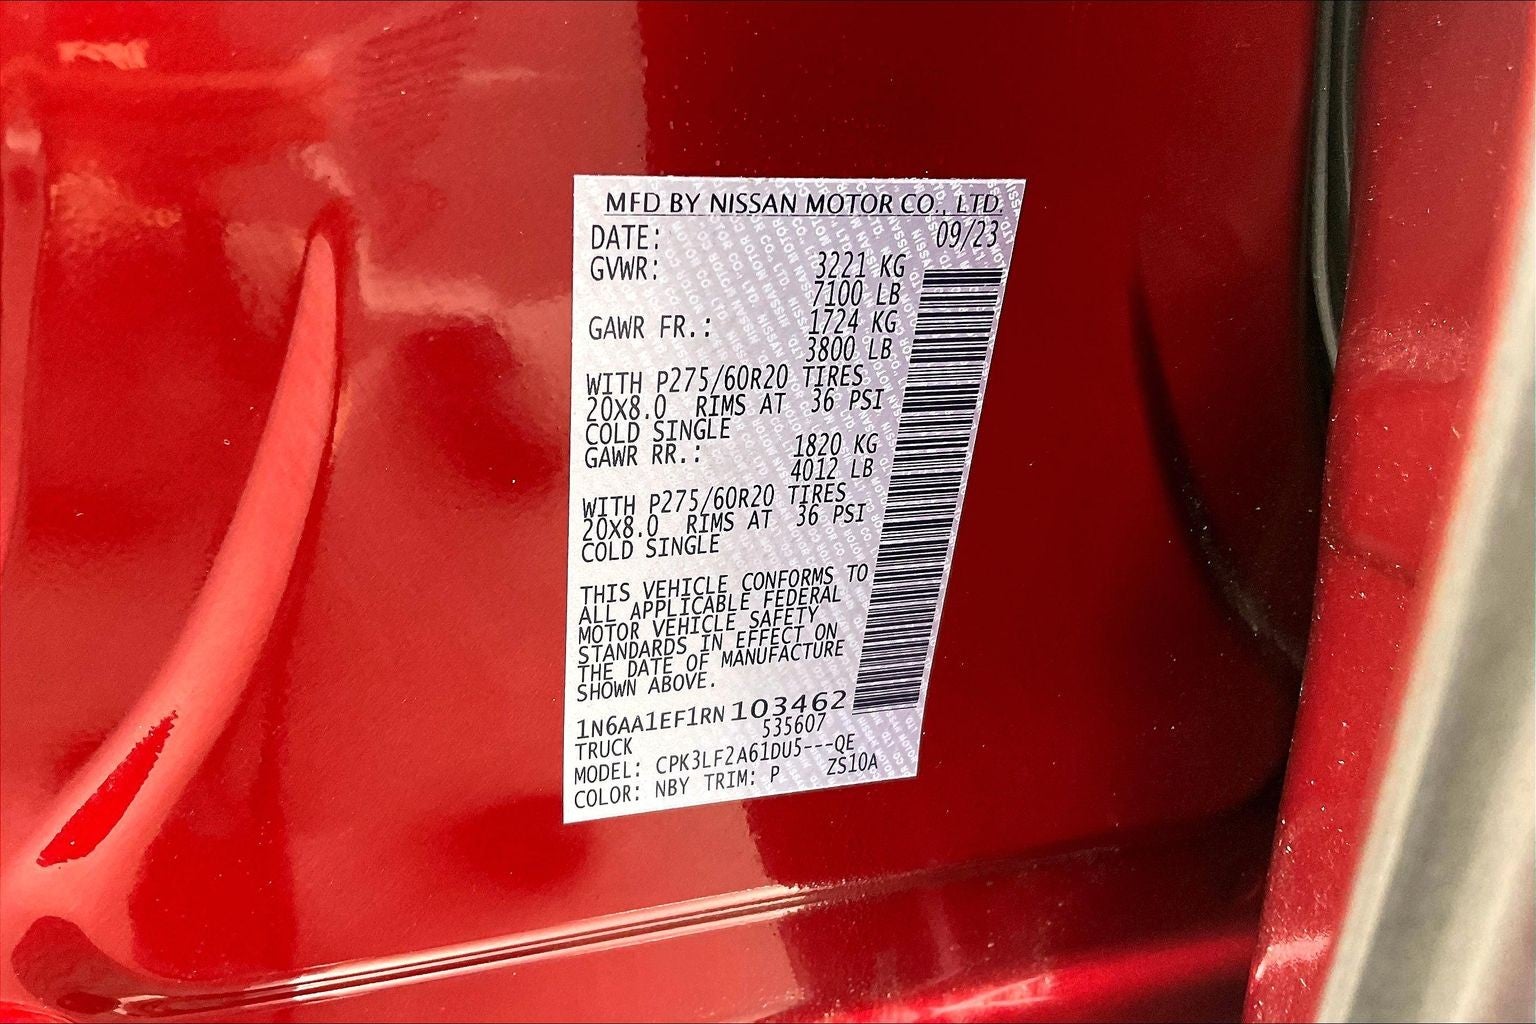 MFD BY NISSAN MOTOR CO., LTD.
DATE: 09/23
GVWR: 3221 KG
7100 LB
GAWR FR.: 1724 KG
3800 LB
WITH P275/60R20 TIRES
20X8.0 RIMS AT 36 PSI
COLD SINGLE
GAWR RR.: 1820 KG
4012 LB
WITH P275/60R20 TIRES
20X8.0 RIMS AT 36 PSI
COLD SINGLE
THIS VEHICLE CONFORMS TO
ALL APPLICABLE FEDERAL
MOTOR VEHICLE SAFETY
STANDARDS IN EFFECT ON
THE DATE OF MANUFACTURE
SHOWN ABOVE.
1N6AA1EF1RN103462
TRUCK 535607
MODEL: CPK3LF2A61DU5---QE
COLOR: NBY TRIM: P ZS10A